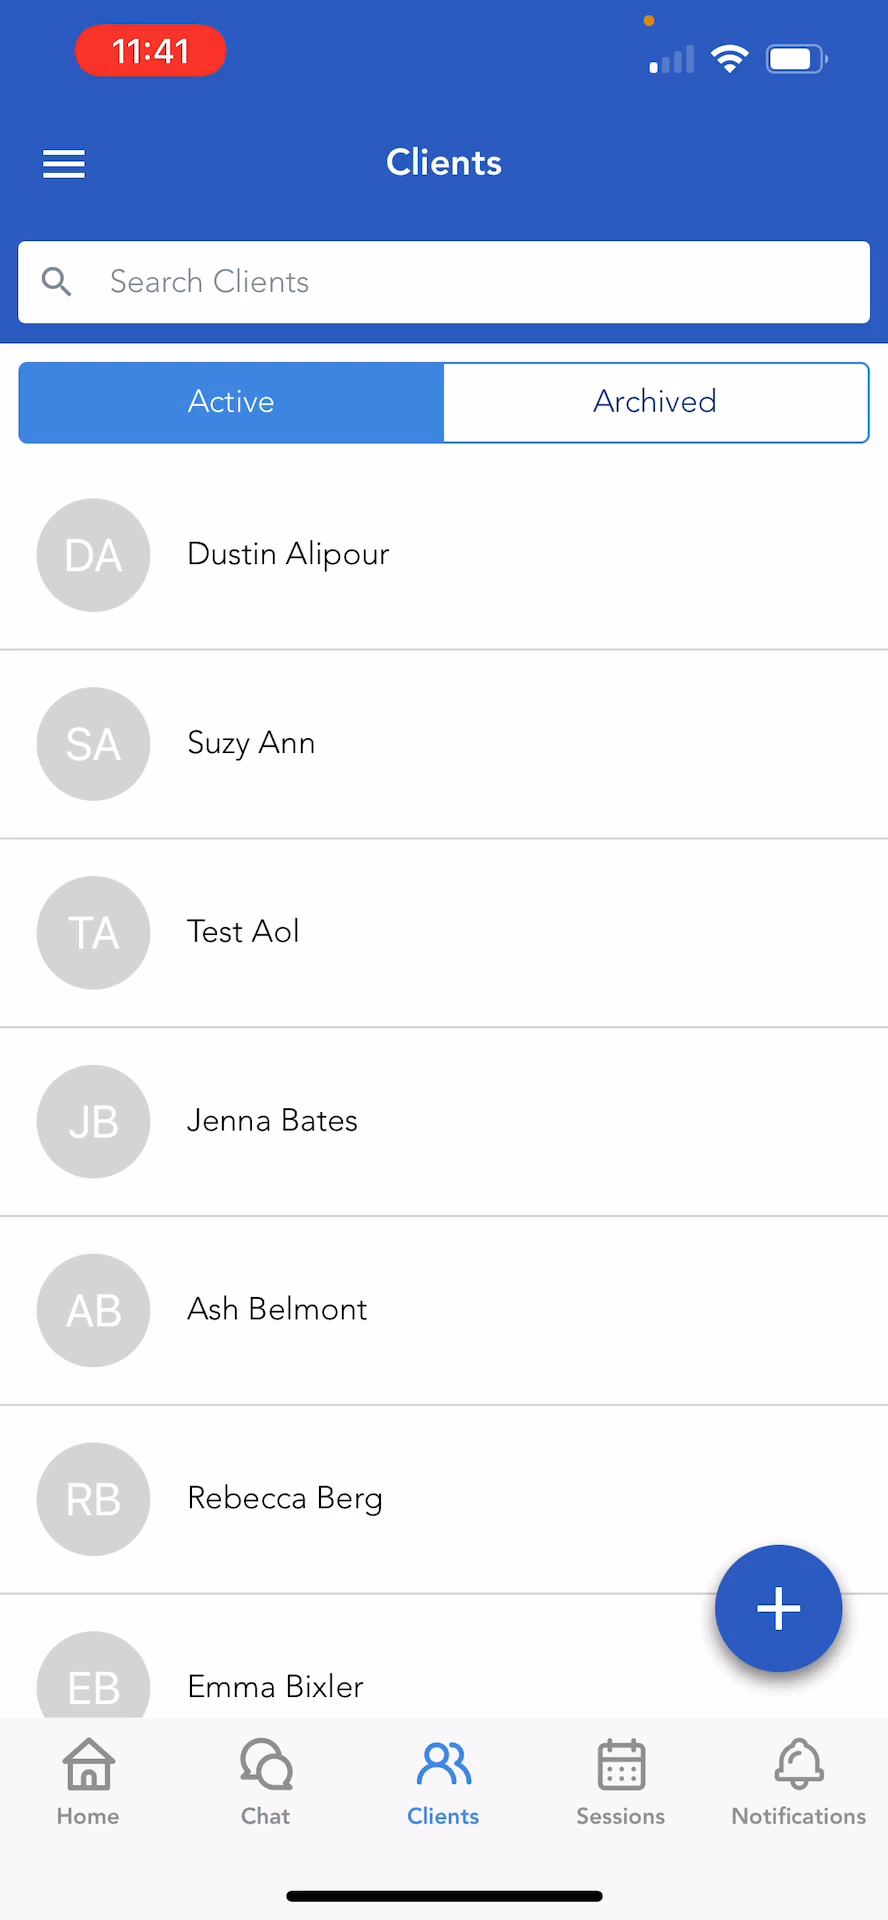 11:41
Clients
Search Clients
Active
Archived
DA
Dustin Alipour
SA
Suzy Ann
TA
Test Aol
JB
Jenna Bates
AB
Ash Belmont
RB
Rebecca Berg
EB
Emma Bixler
Home
Chat
Clients
Sessions
Notifications